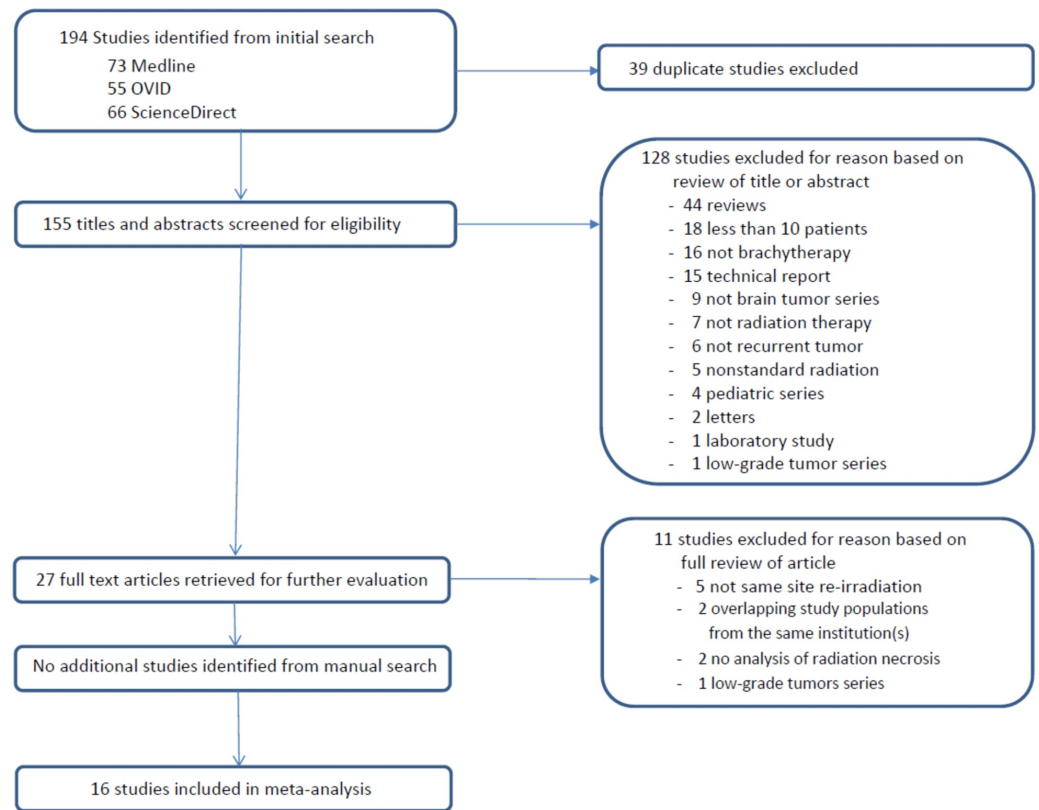 194 Studies identified from initial search
73 Medline
55 OVID
66 ScienceDirect
39 duplicate studies excluded
155 titles and abstracts screened for eligibility
128 studies excluded for reason based on
review of title or abstract
- 44 reviews
- 18 less than 10 patients
- 16 not brachytherapy
- 15 technical report
- 9 not brain tumor series
- 7 not radiation therapy
- 6 not recurrent tumor
- 5 nonstandard radiation
- 4 pediatric series
- 2 letters
- 1 laboratory study
- 1 low-grade tumor series
27 full text articles retrieved for further evaluation
11 studies excluded for reason based on
full review of article
- 5 not same site re-irradiation
- 2 overlapping study populations
from the same institution(s)
- 2 no analysis of radiation necrosis
- 1 low-grade tumors series
No additional studies identified from manual search
16 studies included in meta-analysis